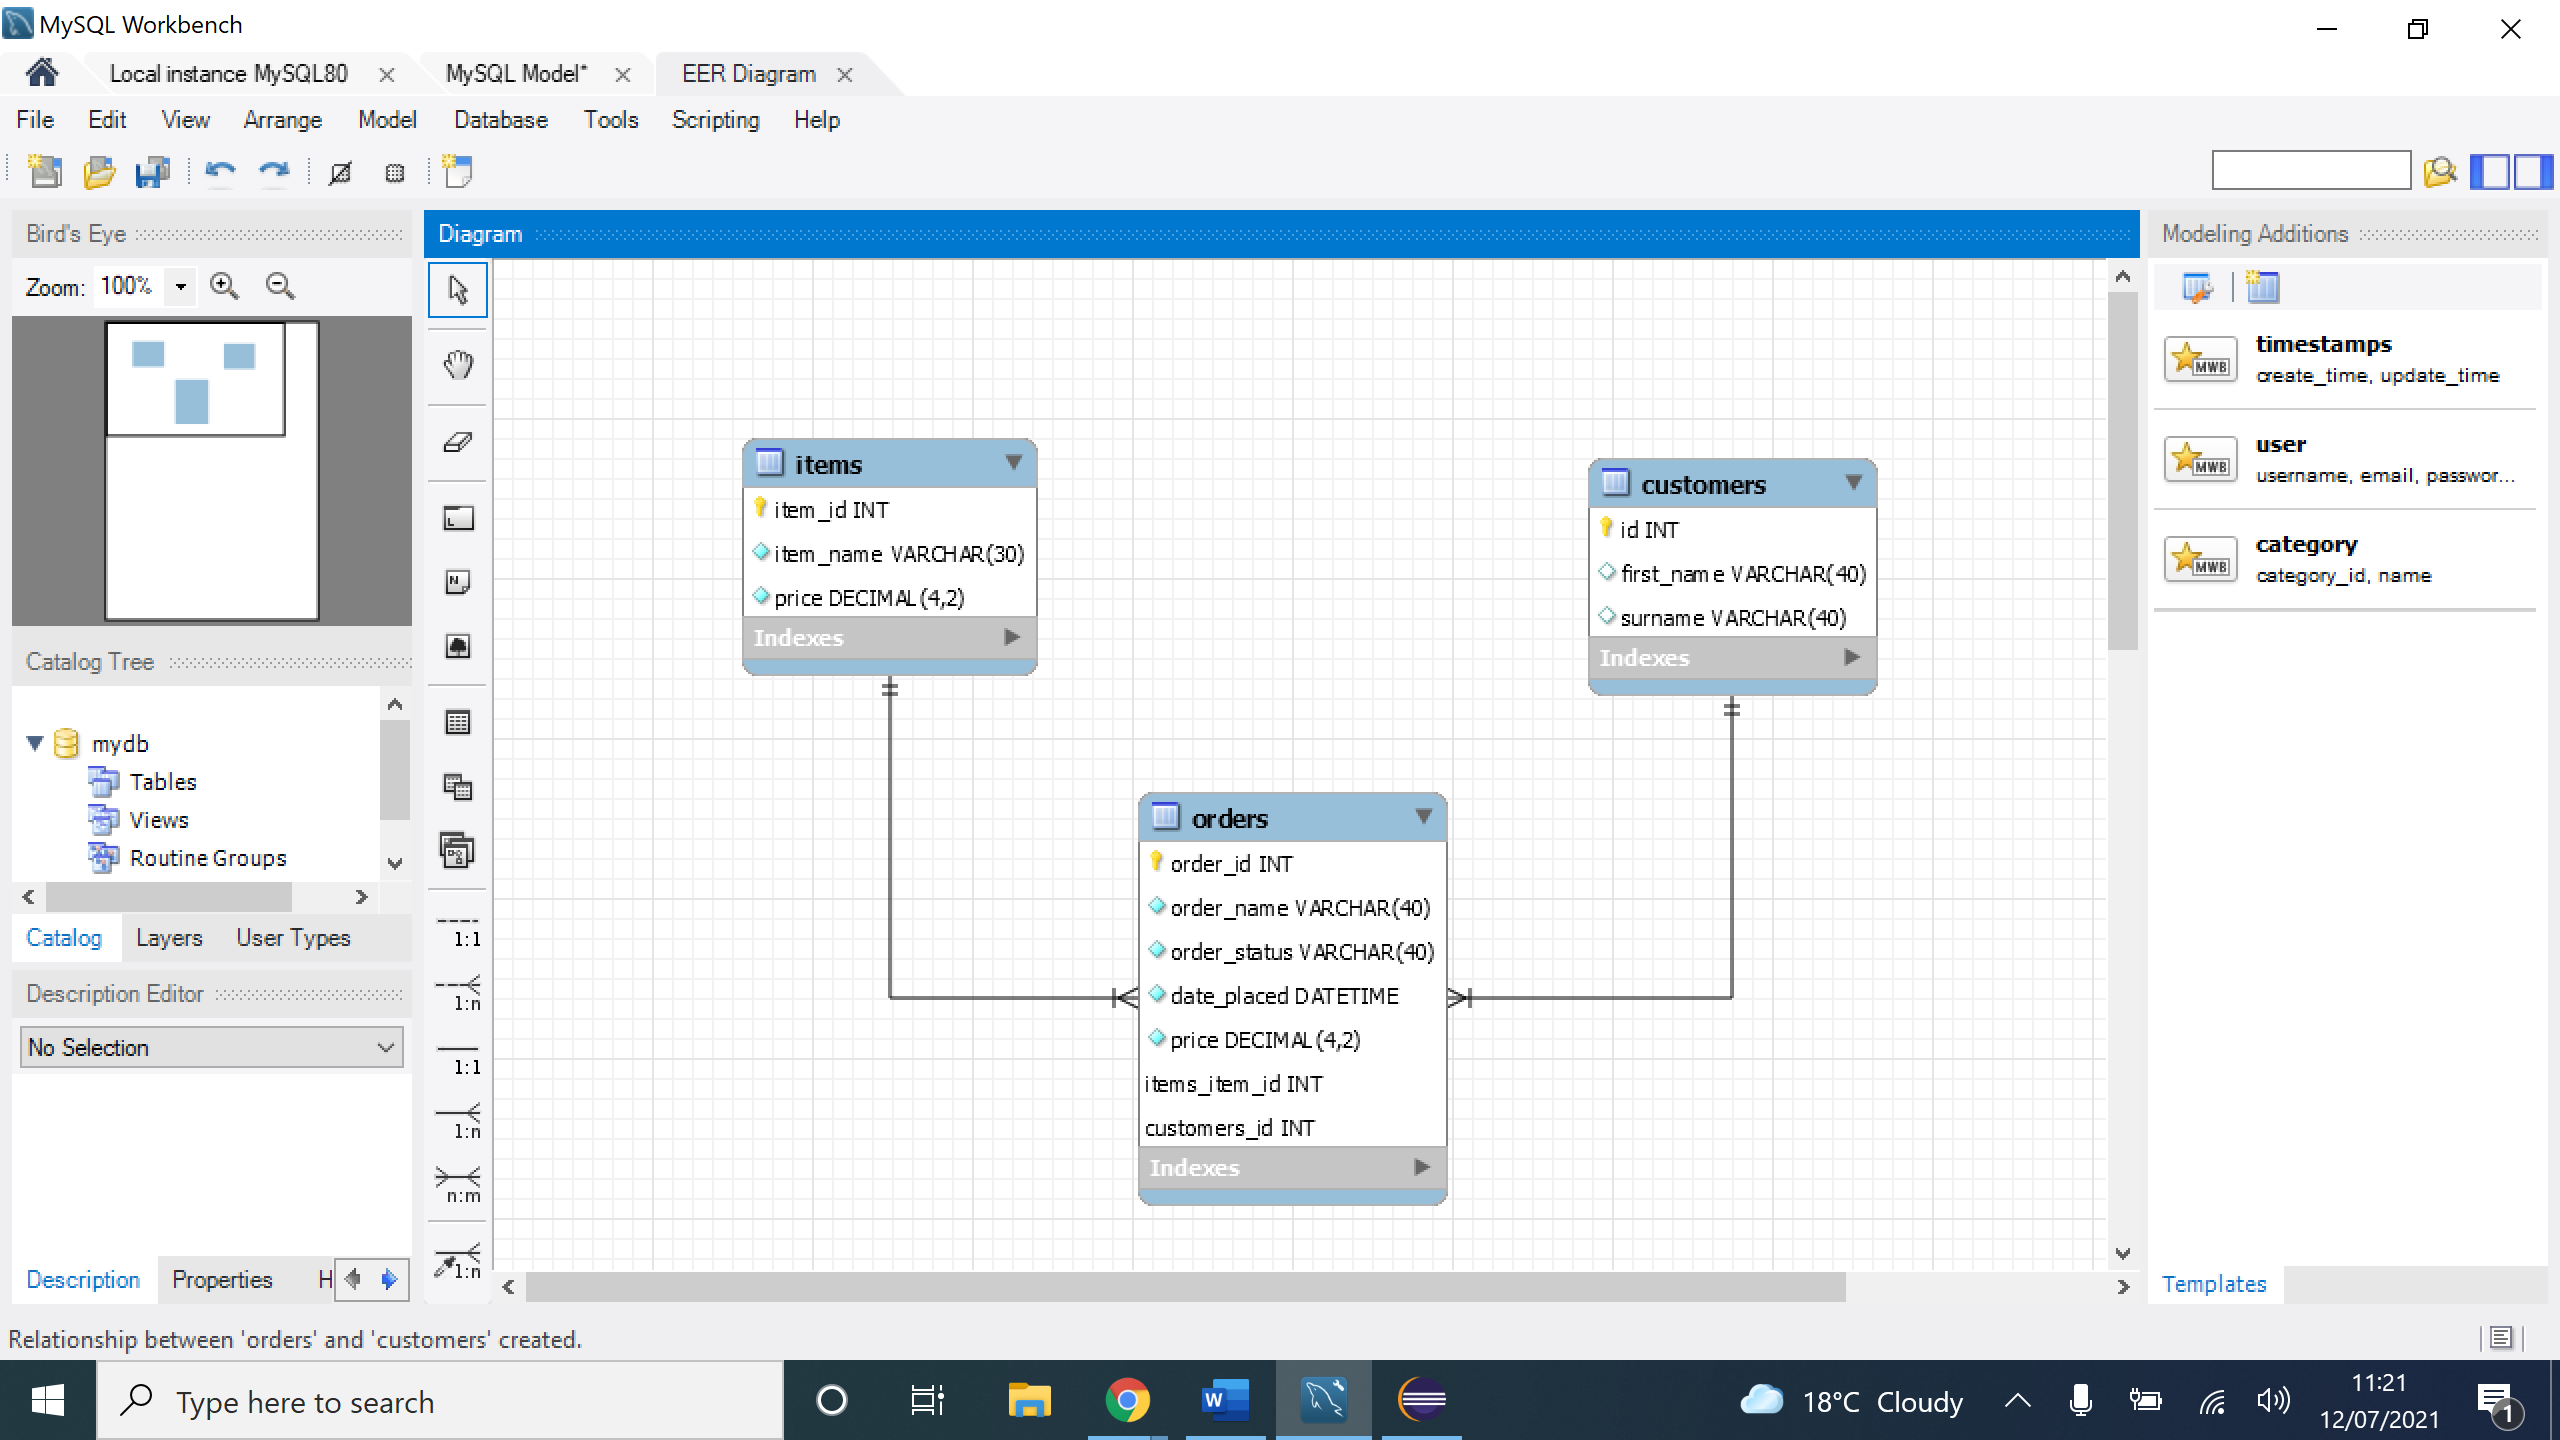 MySQL Workbench
Local instance MySQL80
MySQL Model*
EER Diagram
File Edit View Arrange Model Database Tools Scripting Help
Bird's Eye
Zoom: 100%
Catalog Tree
mydb
Tables
Views
Routine Groups
Catalog Layers User Types
Description Editor
No Selection
Description Properties H
Diagram
1:1
1:n
1:1
1:n
n:m
1:n
items
item_id INT
item_name VARCHAR(30)
price DECIMAL(4,2)
Indexes
customers
id INT
first_name VARCHAR(40)
surname VARCHAR(40)
Indexes
orders
order_id INT
order_name VARCHAR(40)
order_status VARCHAR(40)
date_placed DATETIME
price DECIMAL(4,2)
items_item_id INT
customers_id INT
Indexes
Modeling Additions
MWB
timestamps
create_time, update_time
MWB
user
username, email, passwor...
MWB
category
category_id, name
Templates
Relationship between 'orders' and 'customers' created.
Type here to search
W
18°C Cloudy
11:21
12/07/2021
1